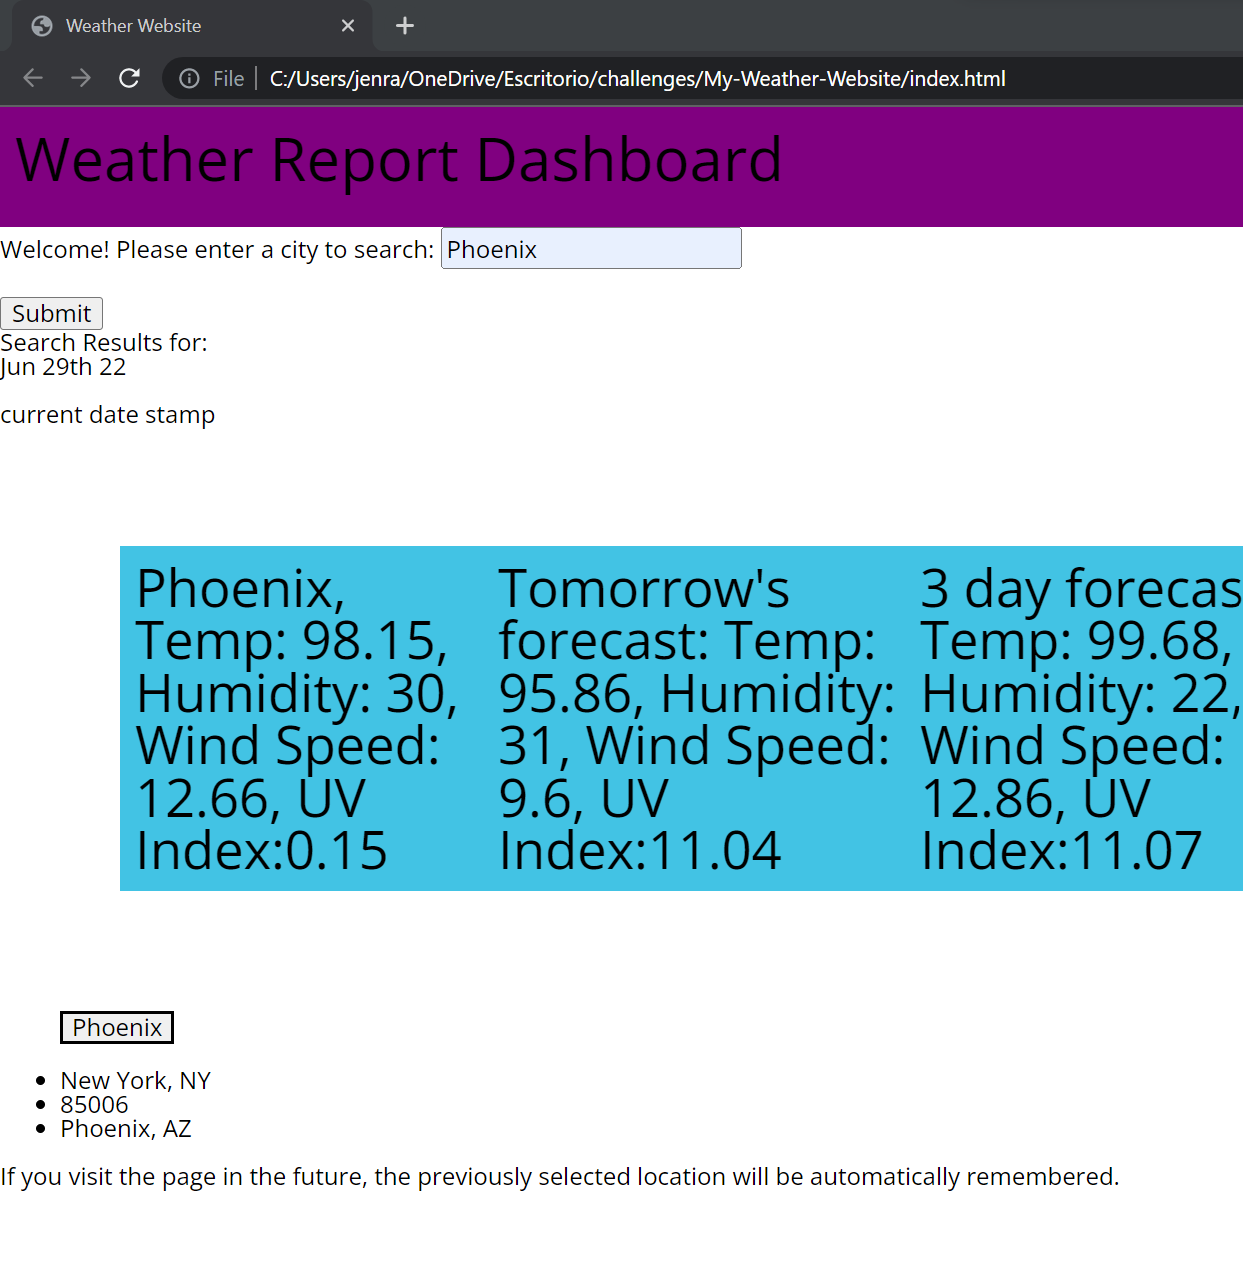 Weather Website
File
C:/Users/jenra/OneDrive/Escritorio/challenges/My-Weather-Website/index.html
Weather Report Dashboard
Welcome! Please enter a city to search: Phoenix
Submit
Search Results for:
Jun 29th 22
current date stamp
Phoenix,
Temp: 98.15,
Humidity: 30,
Wind Speed:
12.66, UV
Index:0.15
Tomorrow's
forecast: Temp:
95.86, Humidity:
31, Wind Speed:
9.6, UV
Index:11.04
3 day forecas
Temp: 99.68,
Humidity: 22,
Wind Speed:
12.86, UV
Index:11.07
Phoenix
New York, NY
85006
Phoenix, AZ
If you visit the page in the future, the previously selected location will be automatically remembered.